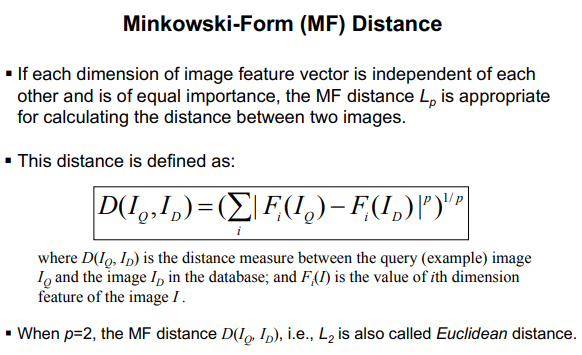 Minkowski-Form (MF) Distance
▪ If each dimension of image feature vector is independent of each
other and is of equal importance, the MF distance Lₚ is appropriate
for calculating the distance between two images.
▪ This distance is defined as:
D(I_Q,I_D)=(∑_i|F_i(I_Q)−F_i(I_D)|^p)^{1/p}
where D(I_Q, I_D) is the distance measure between the query (example) image
I_Q and the image I_D in the database; and F_i(I) is the value of ith dimension
feature of the image I .
▪ When p=2, the MF distance D(I_Q, I_D), i.e., L₂ is also called Euclidean distance.